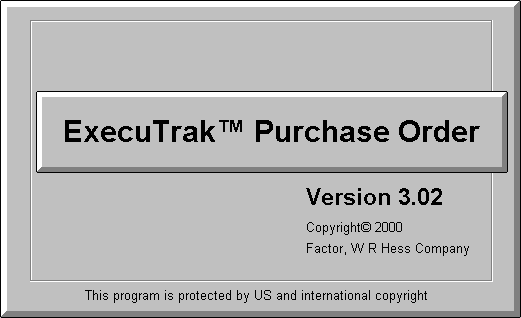 ExecuTrak™ Purchase Order
Version 3.02
Copyright© 2000
Factor, W R Hess Company
This program is protected by US and international copyright